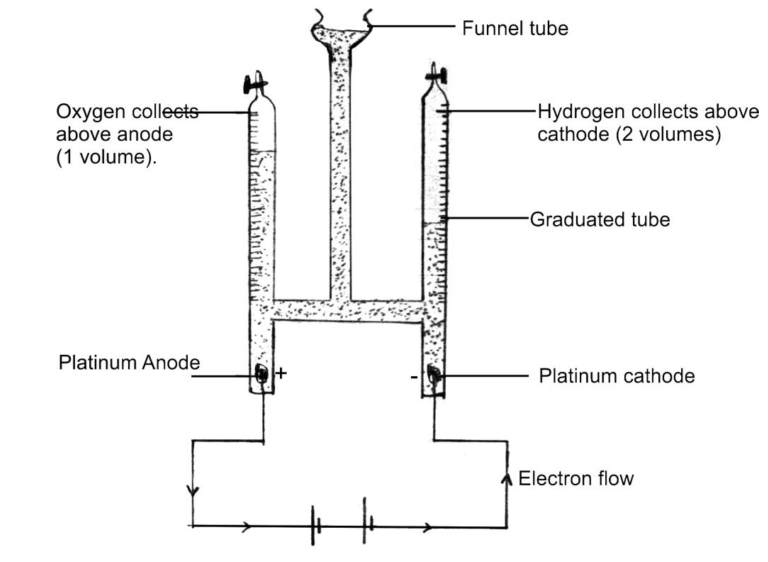 Funnel tube
Oxygen collects
above anode
(1 volume).
Hydrogen collects above
cathode (2 volumes)
Graduated tube
Platinum Anode
+
-
Platinum cathode
Electron flow